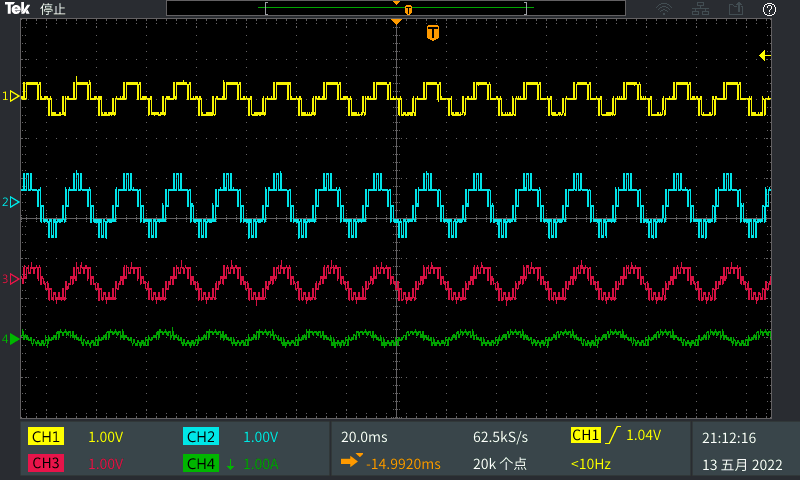 Tek 停止
T
T
1
2
3
4
CH1 1.00V CH2 1.00V 20.0ms 62.5kS/s CH1 1.04V 21:12:16
CH3 1.00V CH4 ↓ 1.00A -14.9920ms 20k 个点 <10Hz 13 五月 2022